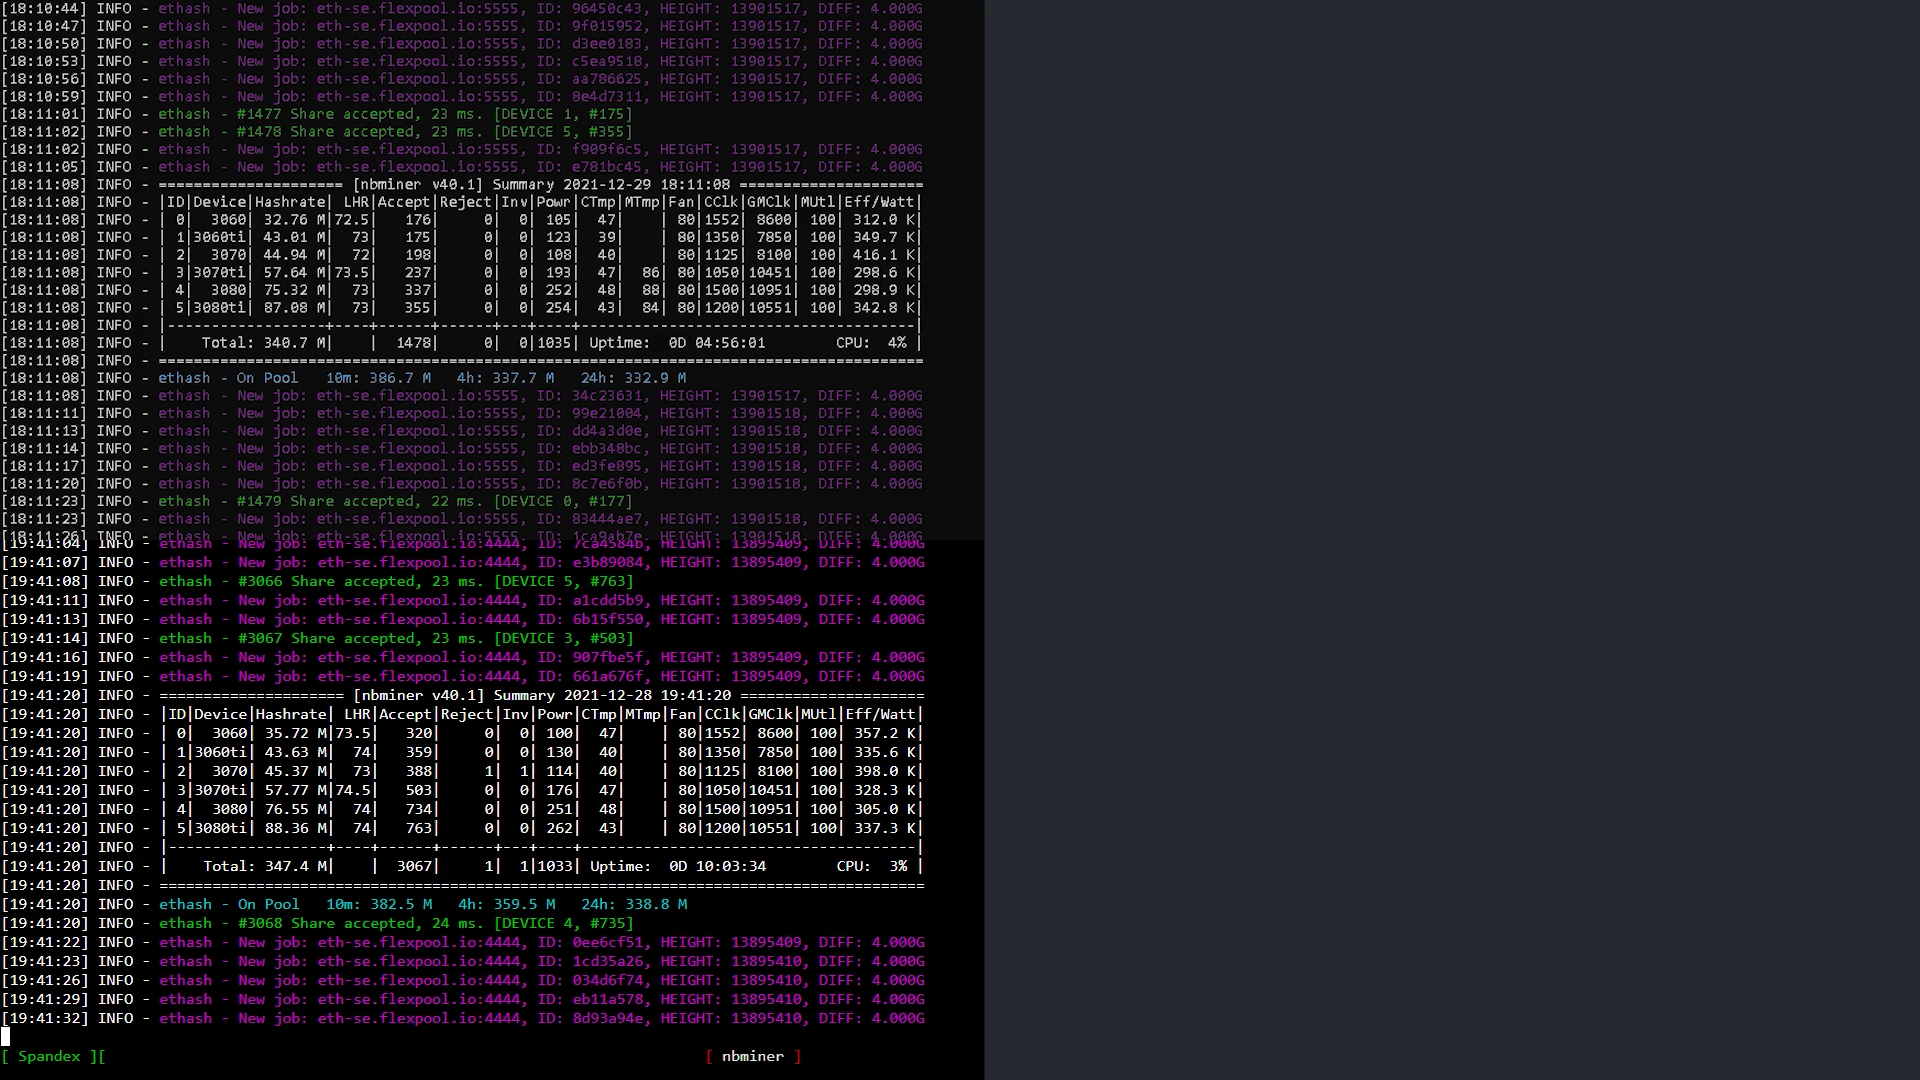 [18:10:44] INFO - ethash - New job: eth-se.flexpool.io:5555, ID: 96450c43, HEIGHT: 13901517, DIFF: 4.000G
[18:10:47] INFO - ethash - New job: eth-se.flexpool.io:5555, ID: 9f015952, HEIGHT: 13901517, DIFF: 4.000G
[18:10:50] INFO - ethash - New job: eth-se.flexpool.io:5555, ID: d3ee0183, HEIGHT: 13901517, DIFF: 4.000G
[18:10:53] INFO - ethash - New job: eth-se.flexpool.io:5555, ID: c5ea9518, HEIGHT: 13901517, DIFF: 4.000G
[18:10:56] INFO - ethash - New job: eth-se.flexpool.io:5555, ID: aa786625, HEIGHT: 13901517, DIFF: 4.000G
[18:10:59] INFO - ethash - New job: eth-se.flexpool.io:5555, ID: 8e4d7311, HEIGHT: 13901517, DIFF: 4.000G
[18:11:01] INFO - ethash - #1477 Share accepted, 23 ms. [DEVICE 1, #175]
[18:11:02] INFO - ethash - #1478 Share accepted, 23 ms. [DEVICE 5, #355]
[18:11:02] INFO - ethash - New job: eth-se.flexpool.io:5555, ID: f909f6c5, HEIGHT: 13901517, DIFF: 4.000G
[18:11:05] INFO - ethash - New job: eth-se.flexpool.io:5555, ID: e781bc45, HEIGHT: 13901517, DIFF: 4.000G
[18:11:08] INFO - ===================== [nbminer v40.1] Summary 2021-12-29 18:11:08 =====================
[18:11:08] INFO - |ID|Device|Hashrate| LHR|Accept|Reject|Inv|Powr|CTmp|MTmp|Fan|CClk|GMClk|MUtl|Eff/Watt|
[18:11:08] INFO - | 0|  3060| 32.76 M|72.5|   176|     0|  0| 105|  47|    | 80|1552| 8600| 100| 312.0 K|
[18:11:08] INFO - | 1|3060ti| 43.01 M|  73|   175|     0|  0| 123|  39|    | 80|1350| 7850| 100| 349.7 K|
[18:11:08] INFO - | 2|  3070| 44.94 M|  72|   198|     0|  0| 108|  40|    | 80|1125| 8100| 100| 416.1 K|
[18:11:08] INFO - | 3|3070ti| 57.64 M|73.5|   237|     0|  0| 193|  47|  86| 80|1050|10451| 100| 298.6 K|
[18:11:08] INFO - | 4|  3080| 75.32 M|  73|   337|     0|  0| 252|  48|  88| 80|1500|10951| 100| 298.9 K|
[18:11:08] INFO - | 5|3080ti| 87.08 M|  73|   355|     0|  0| 254|  43|  84| 80|1200|10551| 100| 342.8 K|
[18:11:08] INFO - |------------------+----+------+------+---+----+--------------------------------------|
[18:11:08] INFO - |    Total: 340.7 M|    |  1478|     0|  0|1035| Uptime:  0D 04:56:01        CPU:  4% |
[18:11:08] INFO - =======================================================================================
[18:11:08] INFO - ethash - On Pool   10m: 386.7 M   4h: 337.7 M   24h: 332.9 M
[18:11:08] INFO - ethash - New job: eth-se.flexpool.io:5555, ID: 34c23631, HEIGHT: 13901517, DIFF: 4.000G
[18:11:11] INFO - ethash - New job: eth-se.flexpool.io:5555, ID: 99e21004, HEIGHT: 13901518, DIFF: 4.000G
[18:11:13] INFO - ethash - New job: eth-se.flexpool.io:5555, ID: dd4a3d0e, HEIGHT: 13901518, DIFF: 4.000G
[18:11:14] INFO - ethash - New job: eth-se.flexpool.io:5555, ID: ebb348bc, HEIGHT: 13901518, DIFF: 4.000G
[18:11:17] INFO - ethash - New job: eth-se.flexpool.io:5555, ID: ed3fe895, HEIGHT: 13901518, DIFF: 4.000G
[18:11:20] INFO - ethash - New job: eth-se.flexpool.io:5555, ID: 8c7e6f0b, HEIGHT: 13901518, DIFF: 4.000G
[18:11:23] INFO - ethash - #1479 Share accepted, 22 ms. [DEVICE 0, #177]
[18:11:23] INFO - ethash - New job: eth-se.flexpool.io:5555, ID: 83444ae7, HEIGHT: 13901518, DIFF: 4.000G
[18:11:26] INFO - ethash - New job: eth-se.flexpool.io:5555, ID: 1ca9ab7e, HEIGHT: 13901518, DIFF: 4.000G
[19:41:04] INFO - ethash - New job: eth-se.flexpool.io:4444, ID: 7ca4584b, HEIGHT: 13895409, DIFF: 4.000G
[19:41:07] INFO - ethash - New job: eth-se.flexpool.io:4444, ID: e3b89084, HEIGHT: 13895409, DIFF: 4.000G
[19:41:08] INFO - ethash - #3066 Share accepted, 23 ms. [DEVICE 5, #763]
[19:41:11] INFO - ethash - New job: eth-se.flexpool.io:4444, ID: a1cdd5b9, HEIGHT: 13895409, DIFF: 4.000G
[19:41:13] INFO - ethash - New job: eth-se.flexpool.io:4444, ID: 6b15f550, HEIGHT: 13895409, DIFF: 4.000G
[19:41:14] INFO - ethash - #3067 Share accepted, 23 ms. [DEVICE 3, #503]
[19:41:16] INFO - ethash - New job: eth-se.flexpool.io:4444, ID: 907fbe5f, HEIGHT: 13895409, DIFF: 4.000G
[19:41:19] INFO - ethash - New job: eth-se.flexpool.io:4444, ID: 661a676f, HEIGHT: 13895409, DIFF: 4.000G
[19:41:20] INFO - ===================== [nbminer v40.1] Summary 2021-12-28 19:41:20 =====================
[19:41:20] INFO - |ID|Device|Hashrate| LHR|Accept|Reject|Inv|Powr|CTmp|MTmp|Fan|CClk|GMClk|MUtl|Eff/Watt|
[19:41:20] INFO - | 0|  3060| 35.72 M|73.5|   320|     0|  0| 100|  47|    | 80|1552| 8600| 100| 357.2 K|
[19:41:20] INFO - | 1|3060ti| 43.63 M|  74|   359|     0|  0| 130|  40|    | 80|1350| 7850| 100| 335.6 K|
[19:41:20] INFO - | 2|  3070| 45.37 M|  73|   388|     1|  1| 114|  40|    | 80|1125| 8100| 100| 398.0 K|
[19:41:20] INFO - | 3|3070ti| 57.77 M|74.5|   503|     0|  0| 176|  47|    | 80|1050|10451| 100| 328.3 K|
[19:41:20] INFO - | 4|  3080| 76.55 M|  74|   734|     0|  0| 251|  48|    | 80|1500|10951| 100| 305.0 K|
[19:41:20] INFO - | 5|3080ti| 88.36 M|  74|   763|     0|  0| 262|  43|    | 80|1200|10551| 100| 337.3 K|
[19:41:20] INFO - |------------------+----+------+------+---+----+--------------------------------------|
[19:41:20] INFO - |    Total: 347.4 M|    |  3067|     1|  1|1033| Uptime:  0D 10:03:34        CPU:  3% |
[19:41:20] INFO - =======================================================================================
[19:41:20] INFO - ethash - On Pool   10m: 382.5 M   4h: 359.5 M   24h: 338.8 M
[19:41:20] INFO - ethash - #3068 Share accepted, 24 ms. [DEVICE 4, #735]
[19:41:22] INFO - ethash - New job: eth-se.flexpool.io:4444, ID: 0ee6cf51, HEIGHT: 13895409, DIFF: 4.000G
[19:41:23] INFO - ethash - New job: eth-se.flexpool.io:4444, ID: 1cd35a26, HEIGHT: 13895410, DIFF: 4.000G
[19:41:26] INFO - ethash - New job: eth-se.flexpool.io:4444, ID: 034d6f74, HEIGHT: 13895410, DIFF: 4.000G
[19:41:29] INFO - ethash - New job: eth-se.flexpool.io:4444, ID: eb11a578, HEIGHT: 13895410, DIFF: 4.000G
[19:41:32] INFO - ethash - New job: eth-se.flexpool.io:4444, ID: 8d93a94e, HEIGHT: 13895410, DIFF: 4.000G
[ Spandex ][ [ nbminer ]